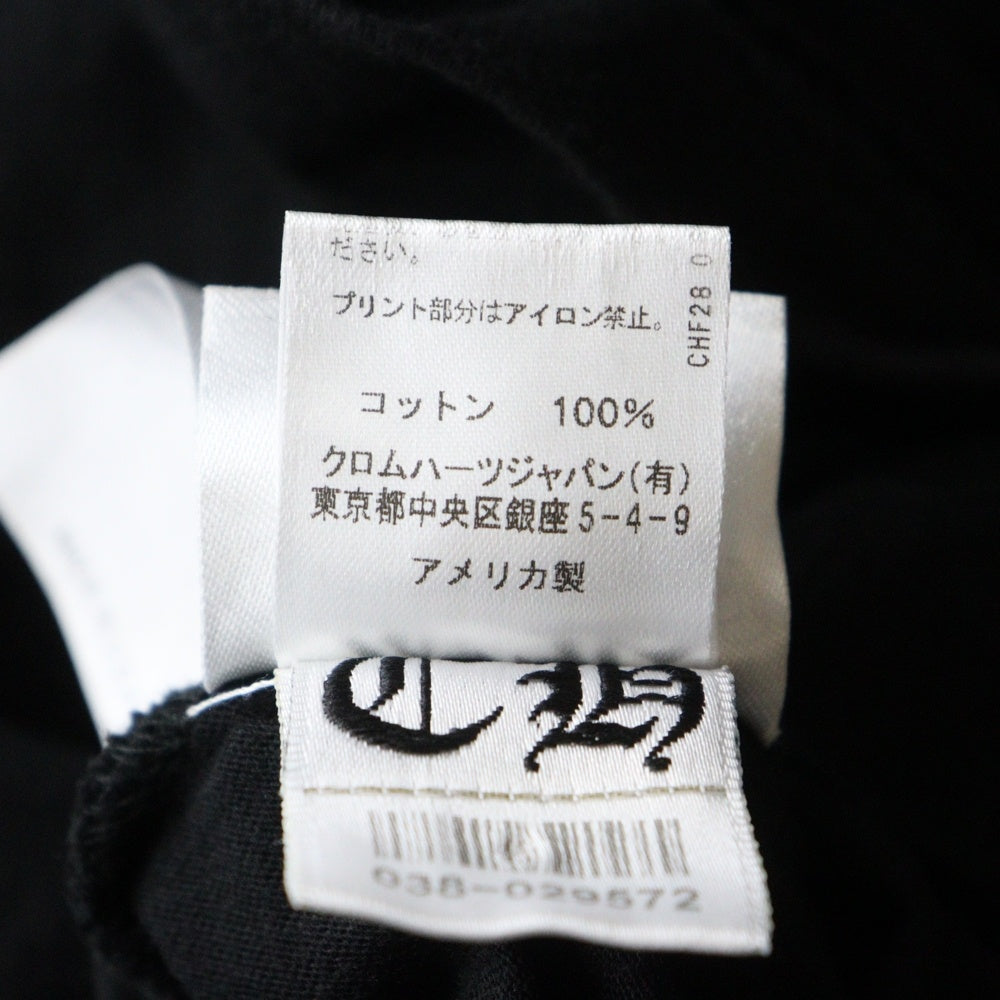 ださい。
プリント部分はアイロン禁止。
CHF28 0
コットン 100%
クロムハーツジャパン(有)
東京都中央区銀座5-4-9
アメリカ製
CH
038-029572